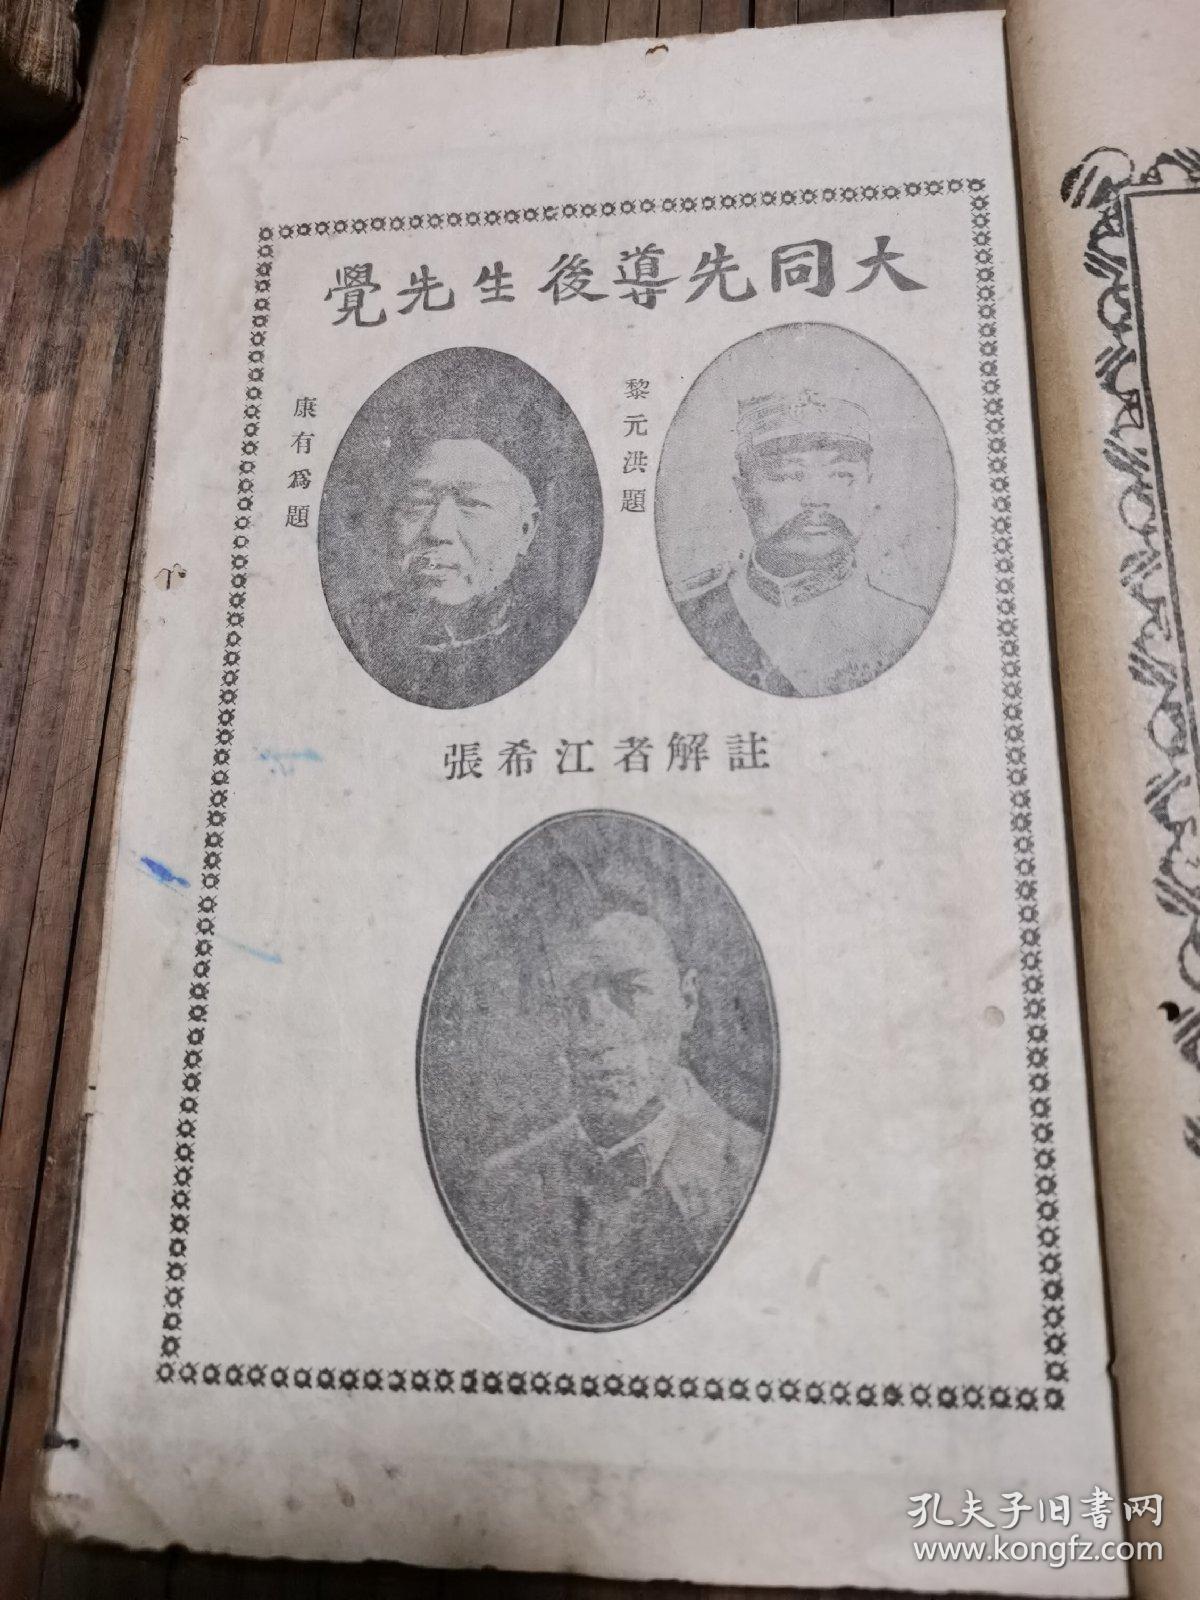 大同先導後生先覺
黎元洪題
康有爲題
註解者江希張
孔夫子旧书网
www.kongfz.com